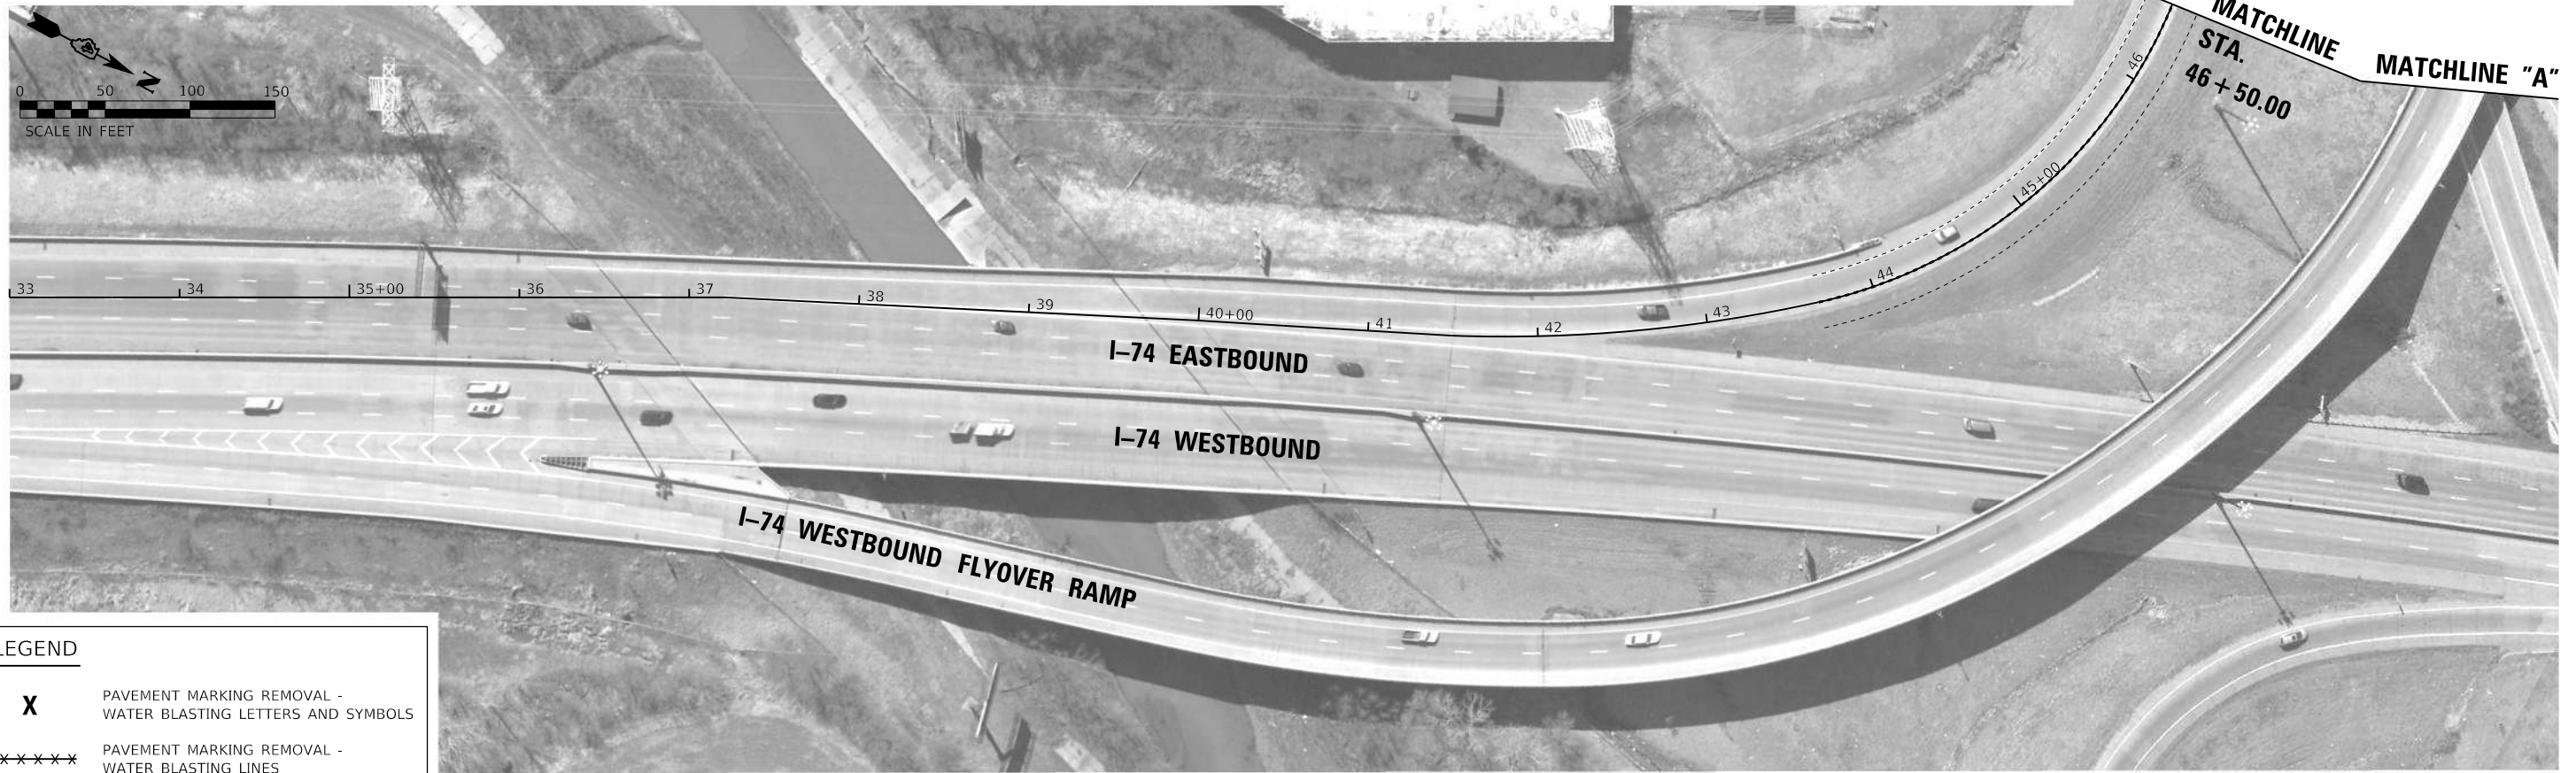 MATCHLINE
MATCHLINE "A"
STA.
46+50.00
N
0 50 100 150
SCALE IN FEET
46
45+00
44
33 34 35+00 36 37 38 39 40+00 41 42 43
I-74 EASTBOUND
I-74 WESTBOUND
I-74 WESTBOUND FLYOVER RAMP
LEGEND
X PAVEMENT MARKING REMOVAL -
WATER BLASTING LETTERS AND SYMBOLS
X X X X X PAVEMENT MARKING REMOVAL -
WATER BLASTING LINES